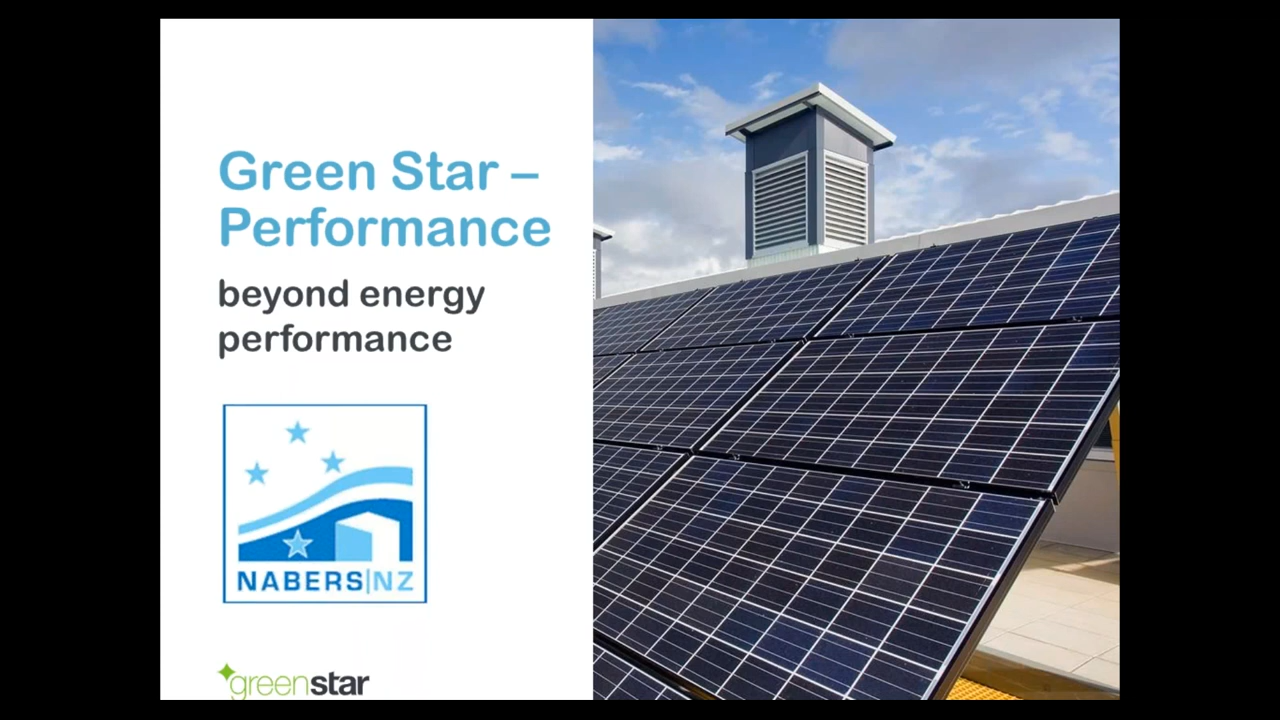 Green Star –
Performance
beyond energy
performance
NABERS|NZ
greenstar